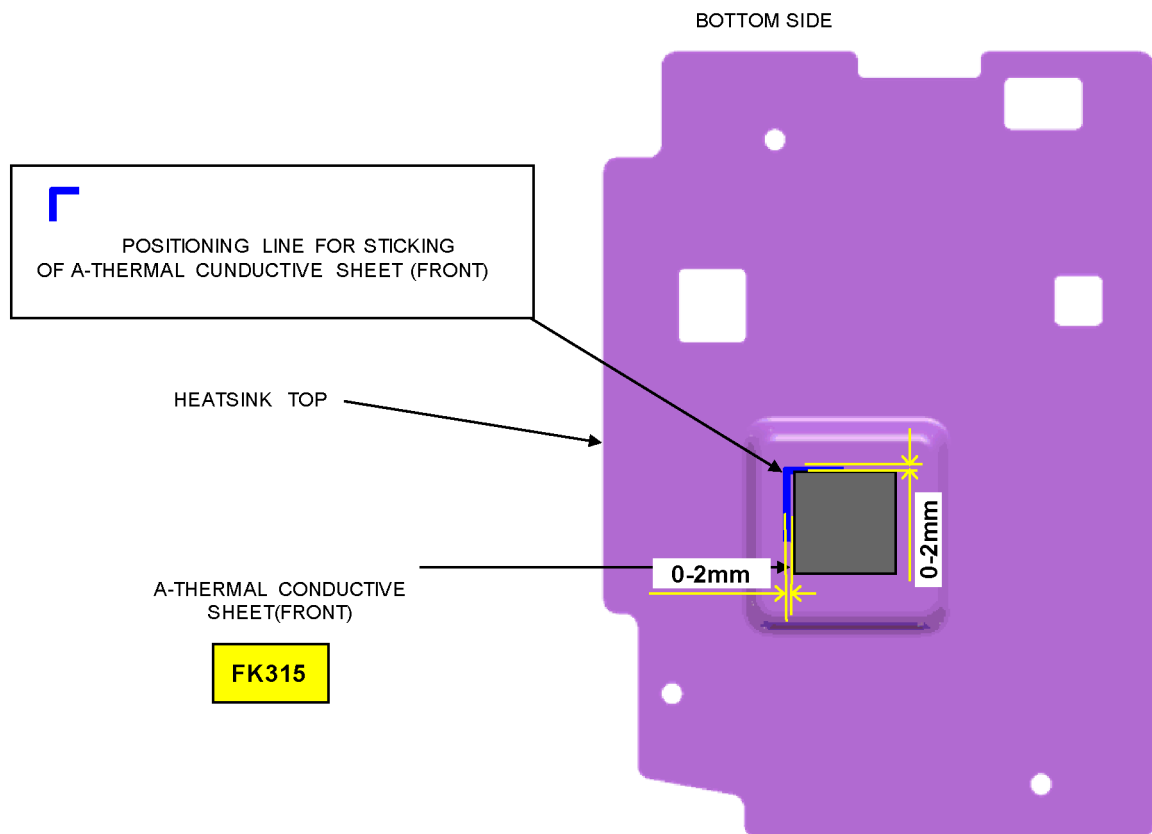 BOTTOM SIDE
POSITIONING LINE FOR STICKING
OF A-THERMAL CUNDUCTIVE SHEET (FRONT)
HEATSINK TOP
A-THERMAL CONDUCTIVE
SHEET(FRONT)
FK315
0-2mm
0-2mm